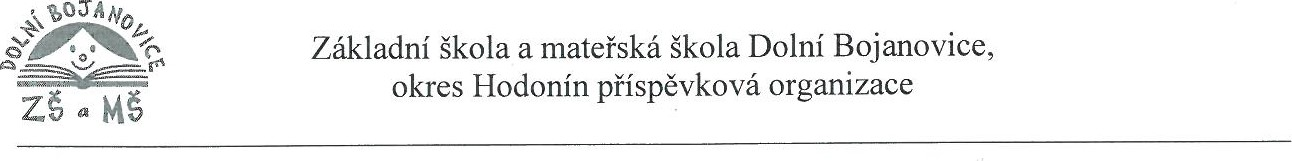 DOLNÍ BOJANOVICE
ZŠ a MŠ
Základní škola a mateřská škola Dolní Bojanovice,
okres Hodonín příspěvková organizace